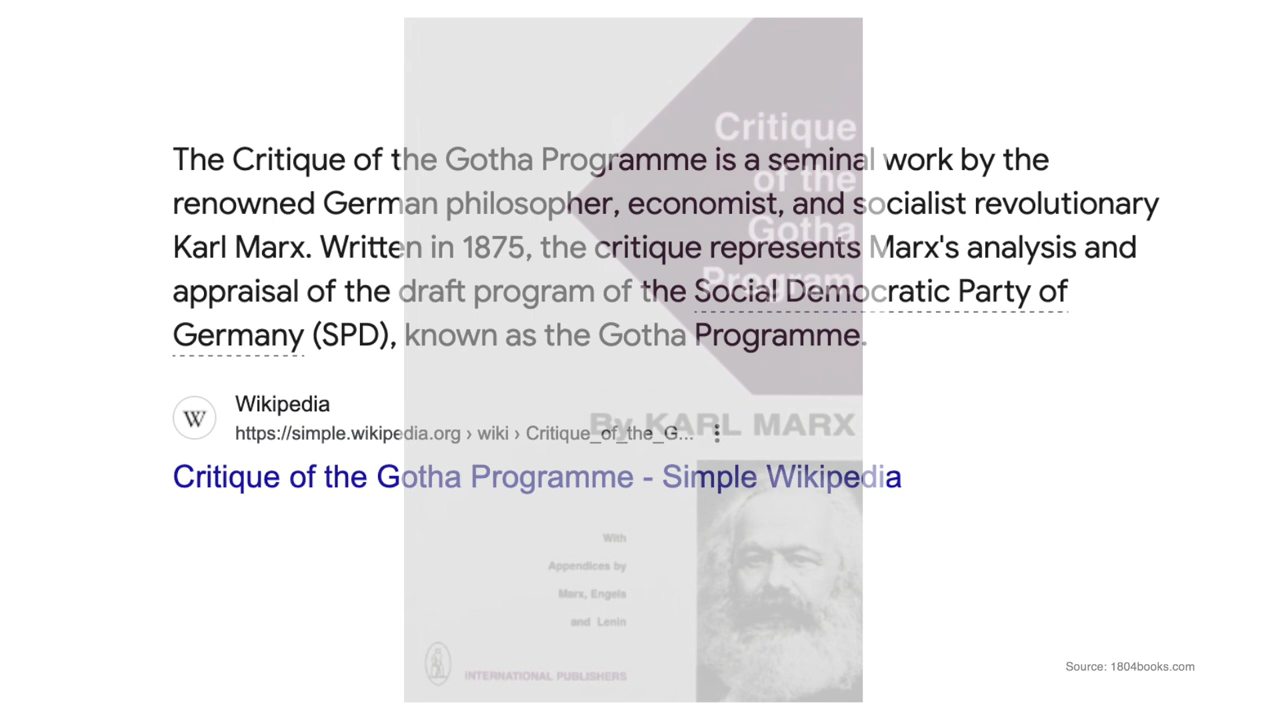 The Critique of the Gotha Programme is a seminal work by the
renowned German philosopher, economist, and socialist revolutionary
Karl Marx. Written in 1875, the critique represents Marx's analysis and
appraisal of the draft program of the Social Democratic Party of
Germany (SPD), known as the Gotha Programme.
W
Wikipedia
https://simple.wikipedia.org › wiki › Critique_of_the_G...
Critique of the Gotha Programme - Simple Wikipedia
Critique
of the
Gotha
Program
By KARL MARX
With
Appendices by
Marx, Engels
and Lenin
INTERNATIONAL PUBLISHERS
Source: 1804books.com